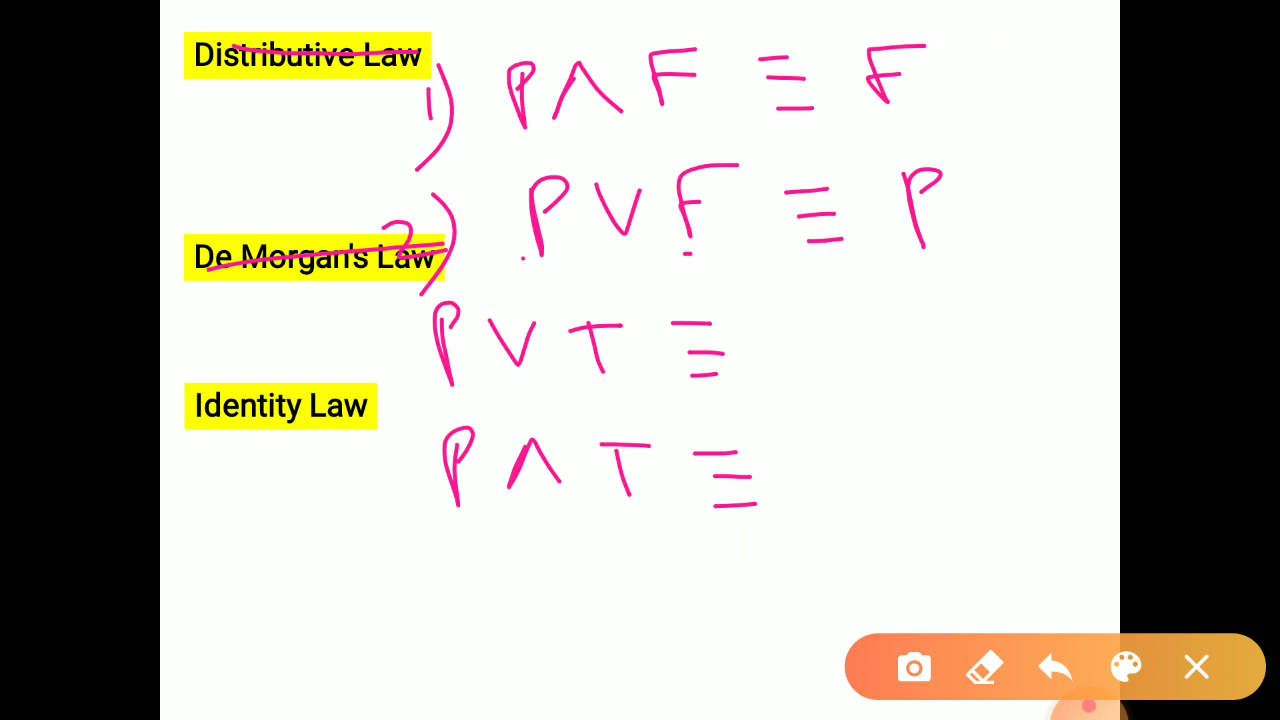 Distributive Law
1) P ∧ F ≡ F
2) P ∨ F ≡ P
De Morgan's Law
P ∨ T ≡
Identity Law
P ∧ T ≡